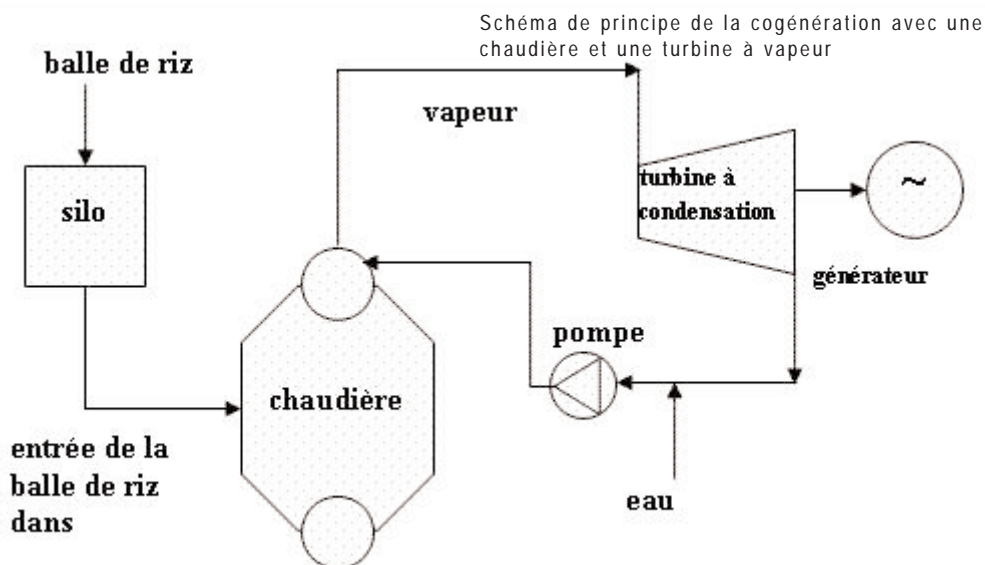 Schéma de principe de la cogénération avec une
chaudière et une turbine à vapeur
balle de riz
vapeur
silo
turbine à
condensation
~
générateur
pompe
chaudière
entrée de la
balle de riz
dans
eau